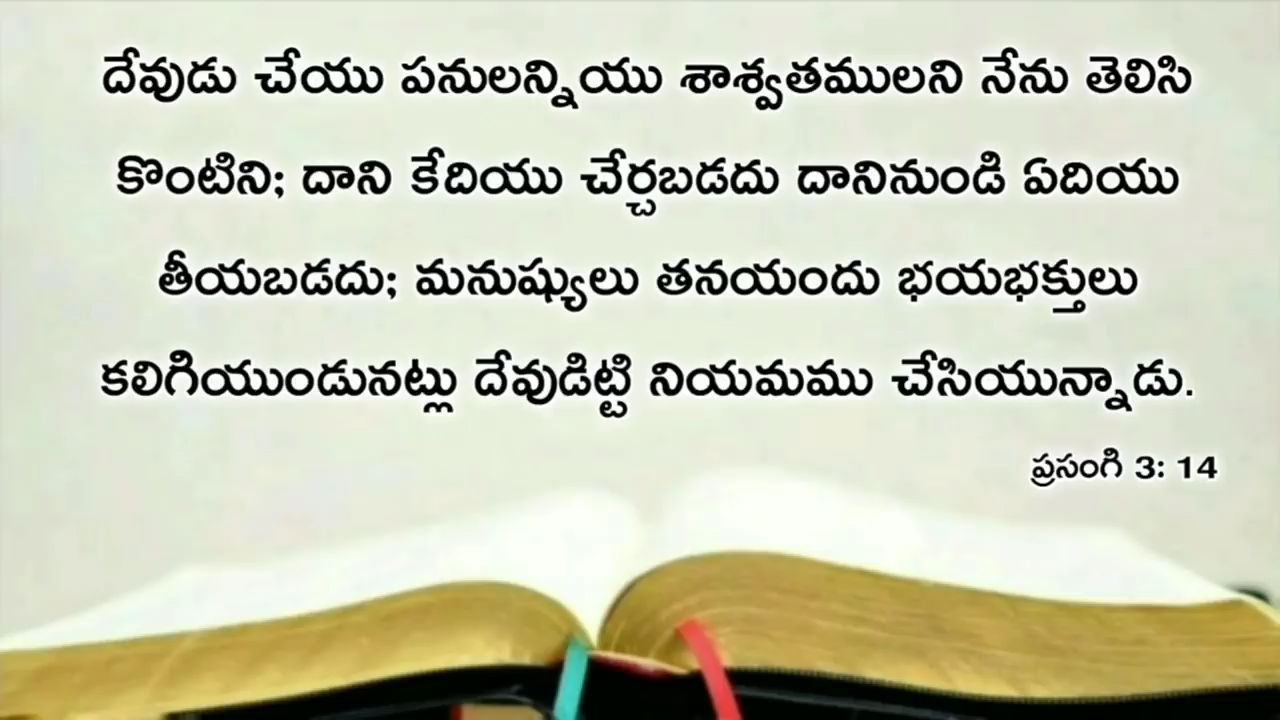 దేవుడు చేయు పనులన్నియు శాశ్వతములని నేను తెలిసి
కొంటిని; దాని కేదియు చేర్చబడదు దానినుండి ఏదియు
తీయబడదు; మనుష్యులు తనయందు భయభక్తులు
కలిగియుండునట్లు దేవుడిట్టి నియమము చేసియున్నాడు.
ప్రసంగి 3: 14